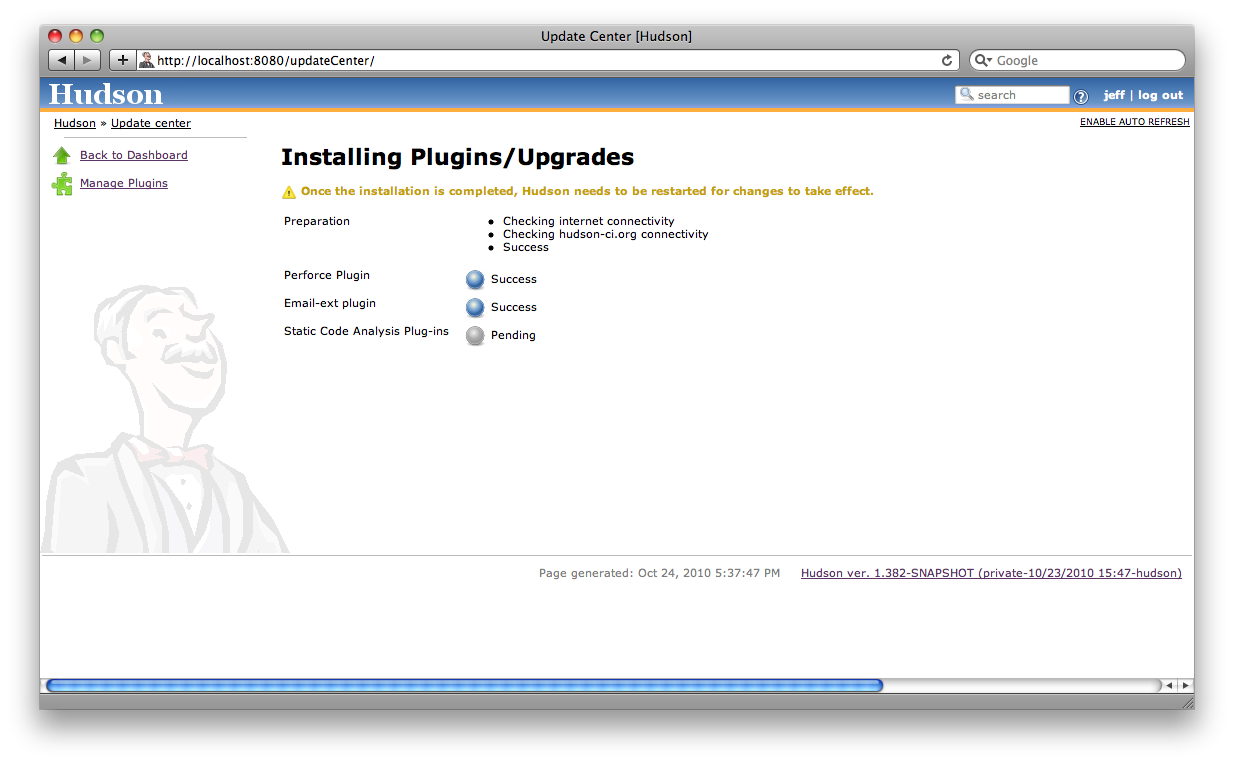 Update Center [Hudson]
http://localhost:8080/updateCenter/
Google
Hudson
search
?
jeff | log out
Hudson » Update center
ENABLE AUTO REFRESH
Back to Dashboard
Manage Plugins
Installing Plugins/Upgrades
Once the installation is completed, Hudson needs to be restarted for changes to take effect.
Preparation
• Checking internet connectivity
• Checking hudson-ci.org connectivity
• Success
Perforce Plugin Success
Email-ext plugin Success
Static Code Analysis Plug-ins Pending
Page generated: Oct 24, 2010 5:37:47 PM Hudson ver. 1.382-SNAPSHOT (private-10/23/2010 15:47-hudson)